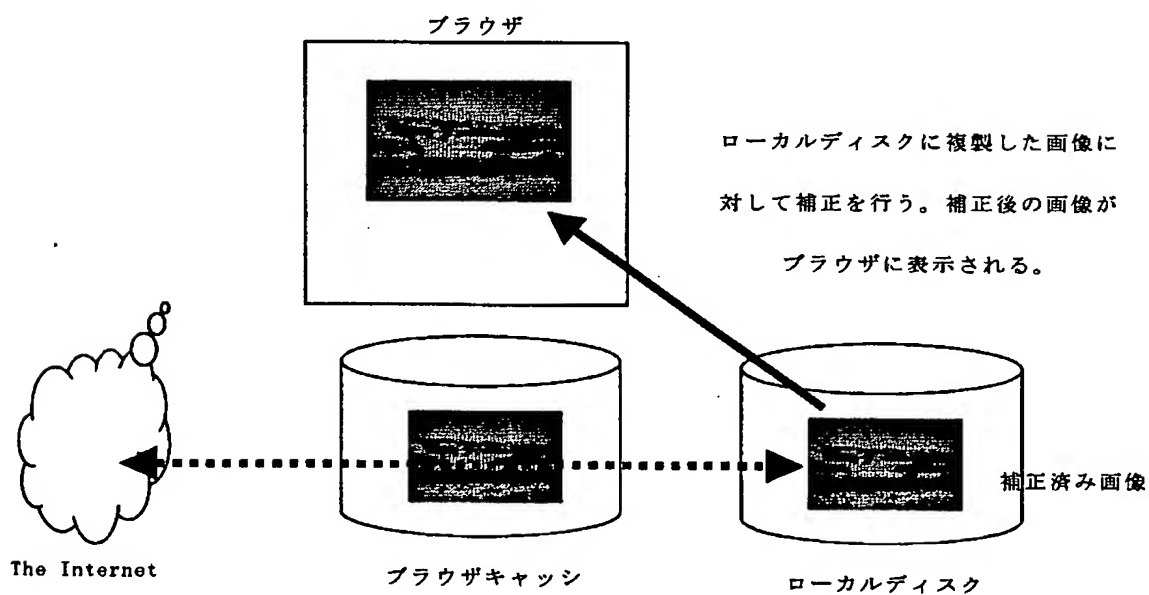 ブラウザ
ローカルディスクに複製した画像に
対して補正を行う。補正後の画像が
ブラウザに表示される。
補正済み画像
The Internet
ブラウザキャッシ
ローカルディスク